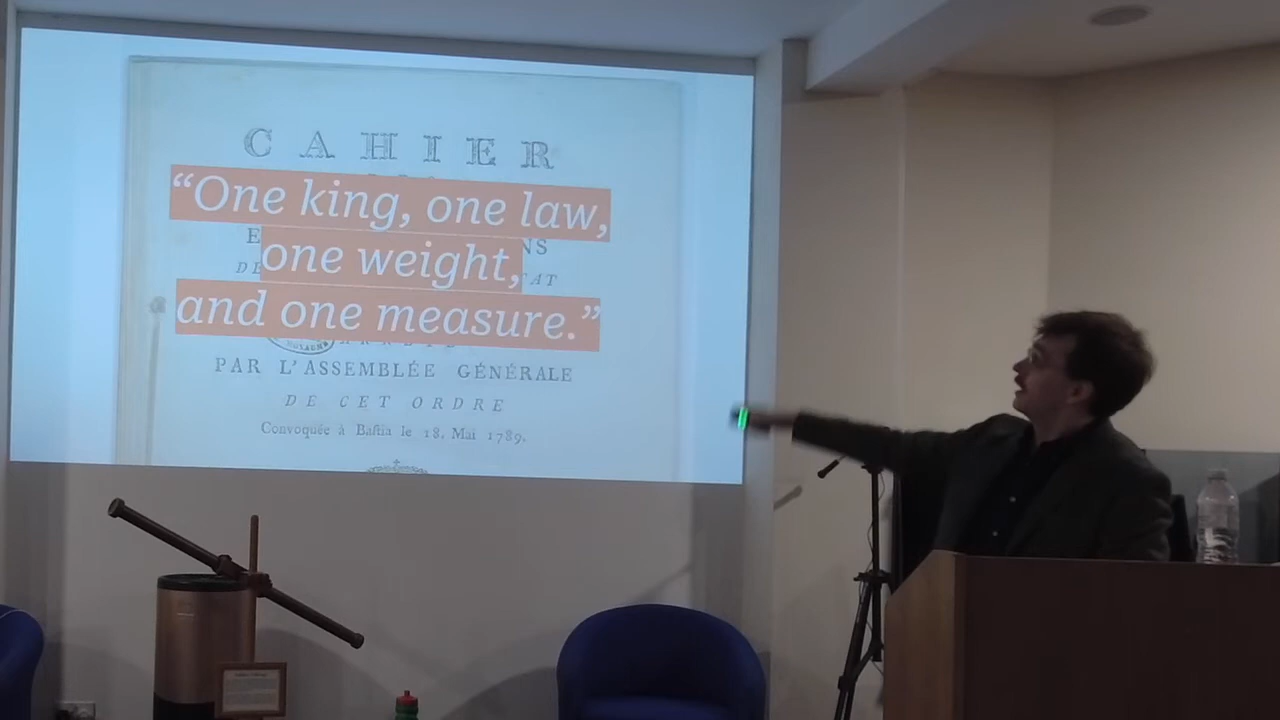 CAHIER
“One king, one law,
one weight,
and one measure.”
PAR L'ASSEMBLÉE GÉNÉRALE
DE CET ORDRE
Convoquée à Bastia le 18. Mai 1789.